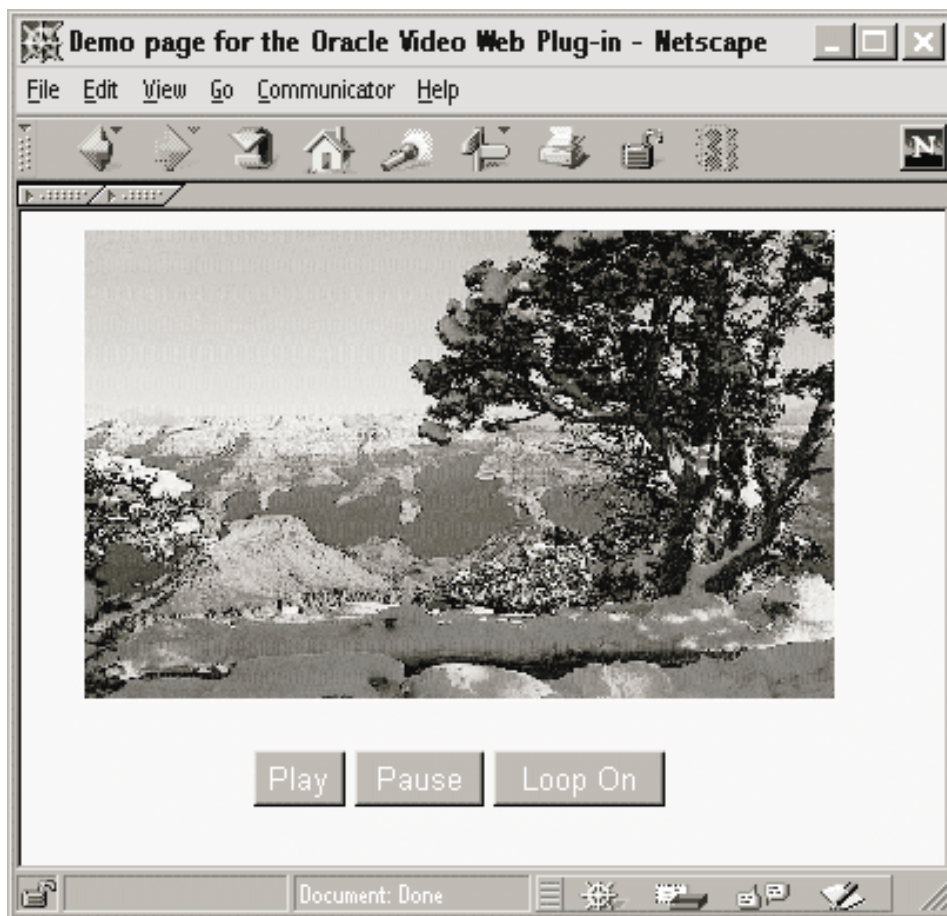 Demo page for the Oracle Video Web Plug-in - Netscape
File Edit View Go Communicator Help
N
Play Pause Loop On
Document: Done